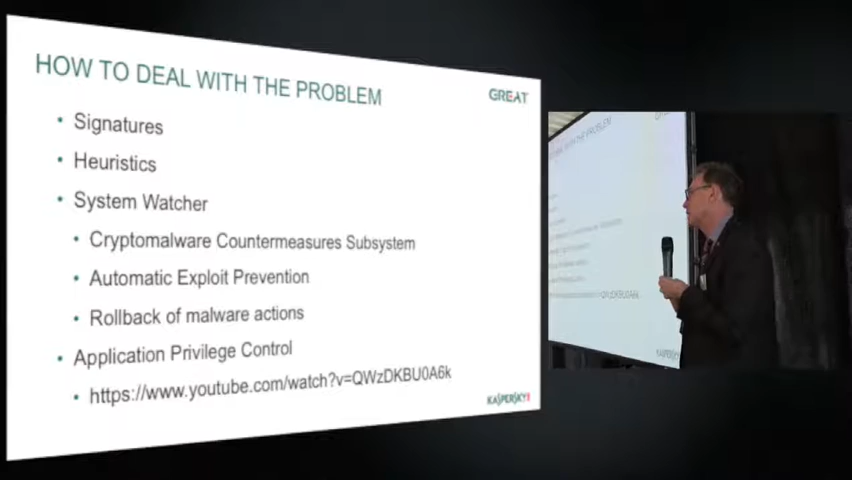 HOW TO DEAL WITH THE PROBLEM
GREAT
• Signatures
• Heuristics
• System Watcher
• Cryptomalware Countermeasures Subsystem
• Automatic Exploit Prevention
• Rollback of malware actions
• Application Privilege Control
• https://www.youtube.com/watch?v=QWzDKBU0A6k
KASPERSKY